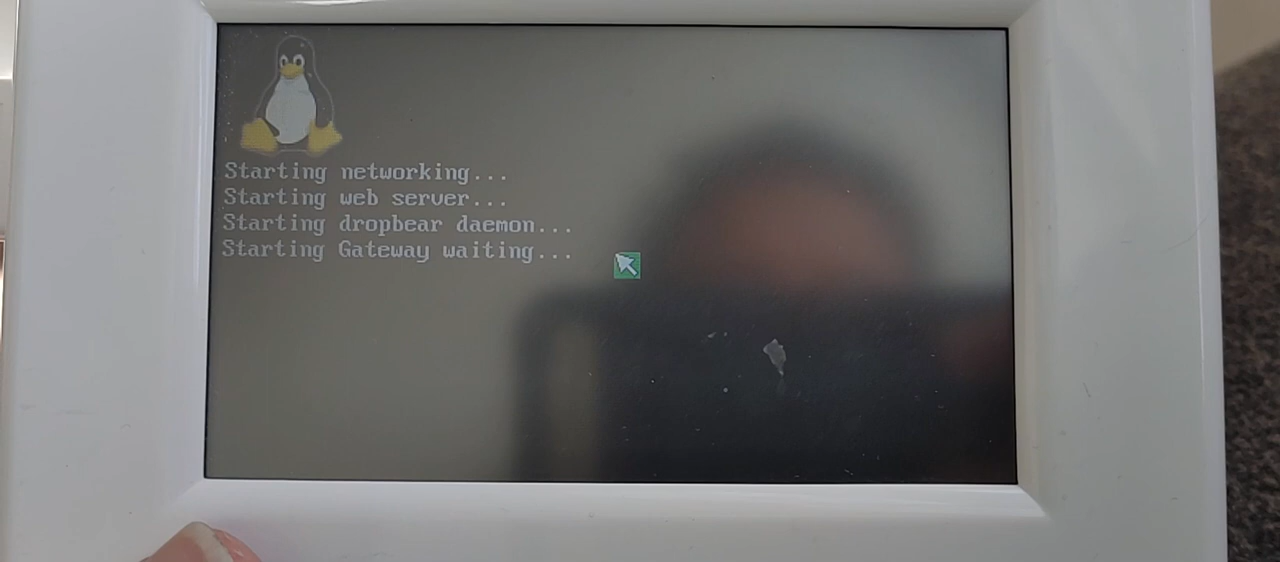 Starting networking...
Starting web server...
Starting dropbear daemon...
Starting Gateway waiting...